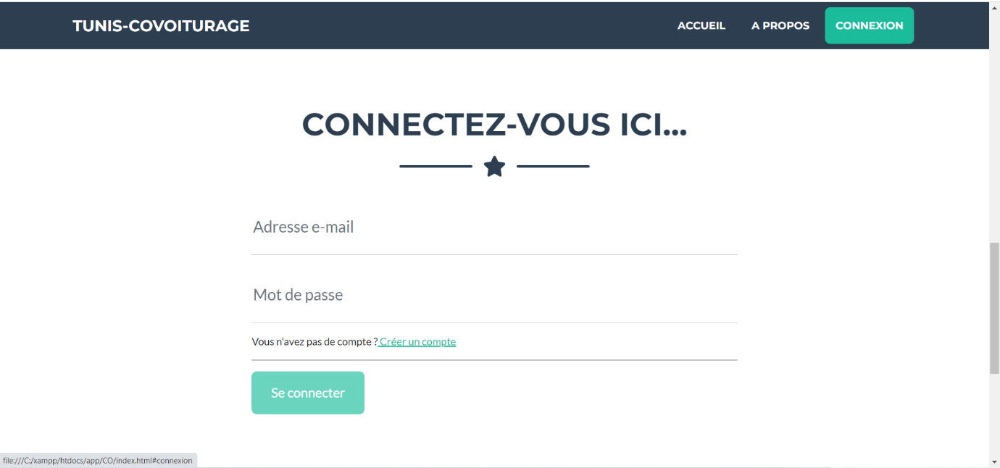 TUNIS-COVOITURAGE
ACCUEIL
A PROPOS
CONNEXION
CONNECTEZ-VOUS ICI...
Adresse e-mail
Mot de passe
Vous n'avez pas de compte ? Créer un compte
Se connecter
file:///C:/xampp/htdocs/app/CO/index.html#connexion